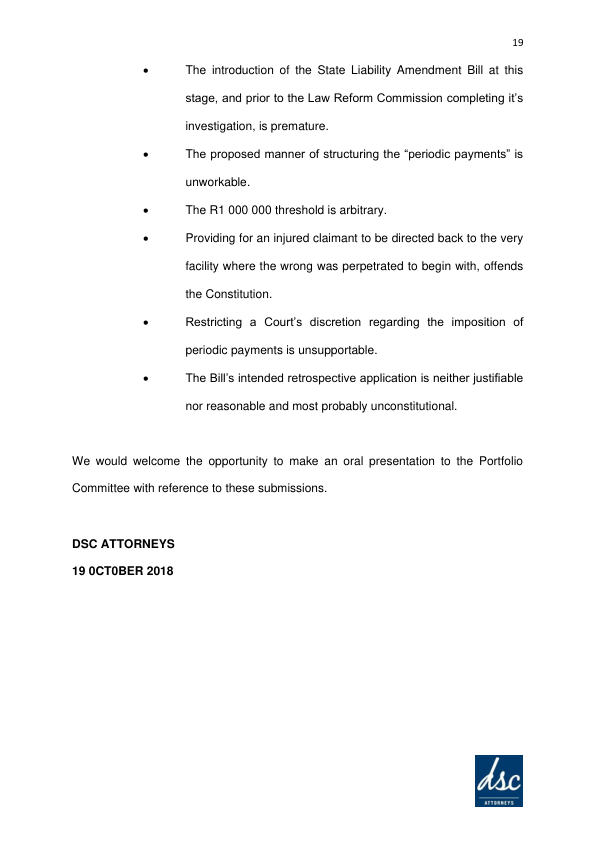 19
• The introduction of the State Liability Amendment Bill at this
stage, and prior to the Law Reform Commission completing it’s
investigation, is premature.
• The proposed manner of structuring the “periodic payments” is
unworkable.
• The R1 000 000 threshold is arbitrary.
• Providing for an injured claimant to be directed back to the very
facility where the wrong was perpetrated to begin with, offends
the Constitution.
• Restricting a Court’s discretion regarding the imposition of
periodic payments is unsupportable.
• The Bill’s intended retrospective application is neither justifiable
nor reasonable and most probably unconstitutional.
We would welcome the opportunity to make an oral presentation to the Portfolio
Committee with reference to these submissions.
DSC ATTORNEYS
19 0CT0BER 2018
dsc
ATTORNEYS